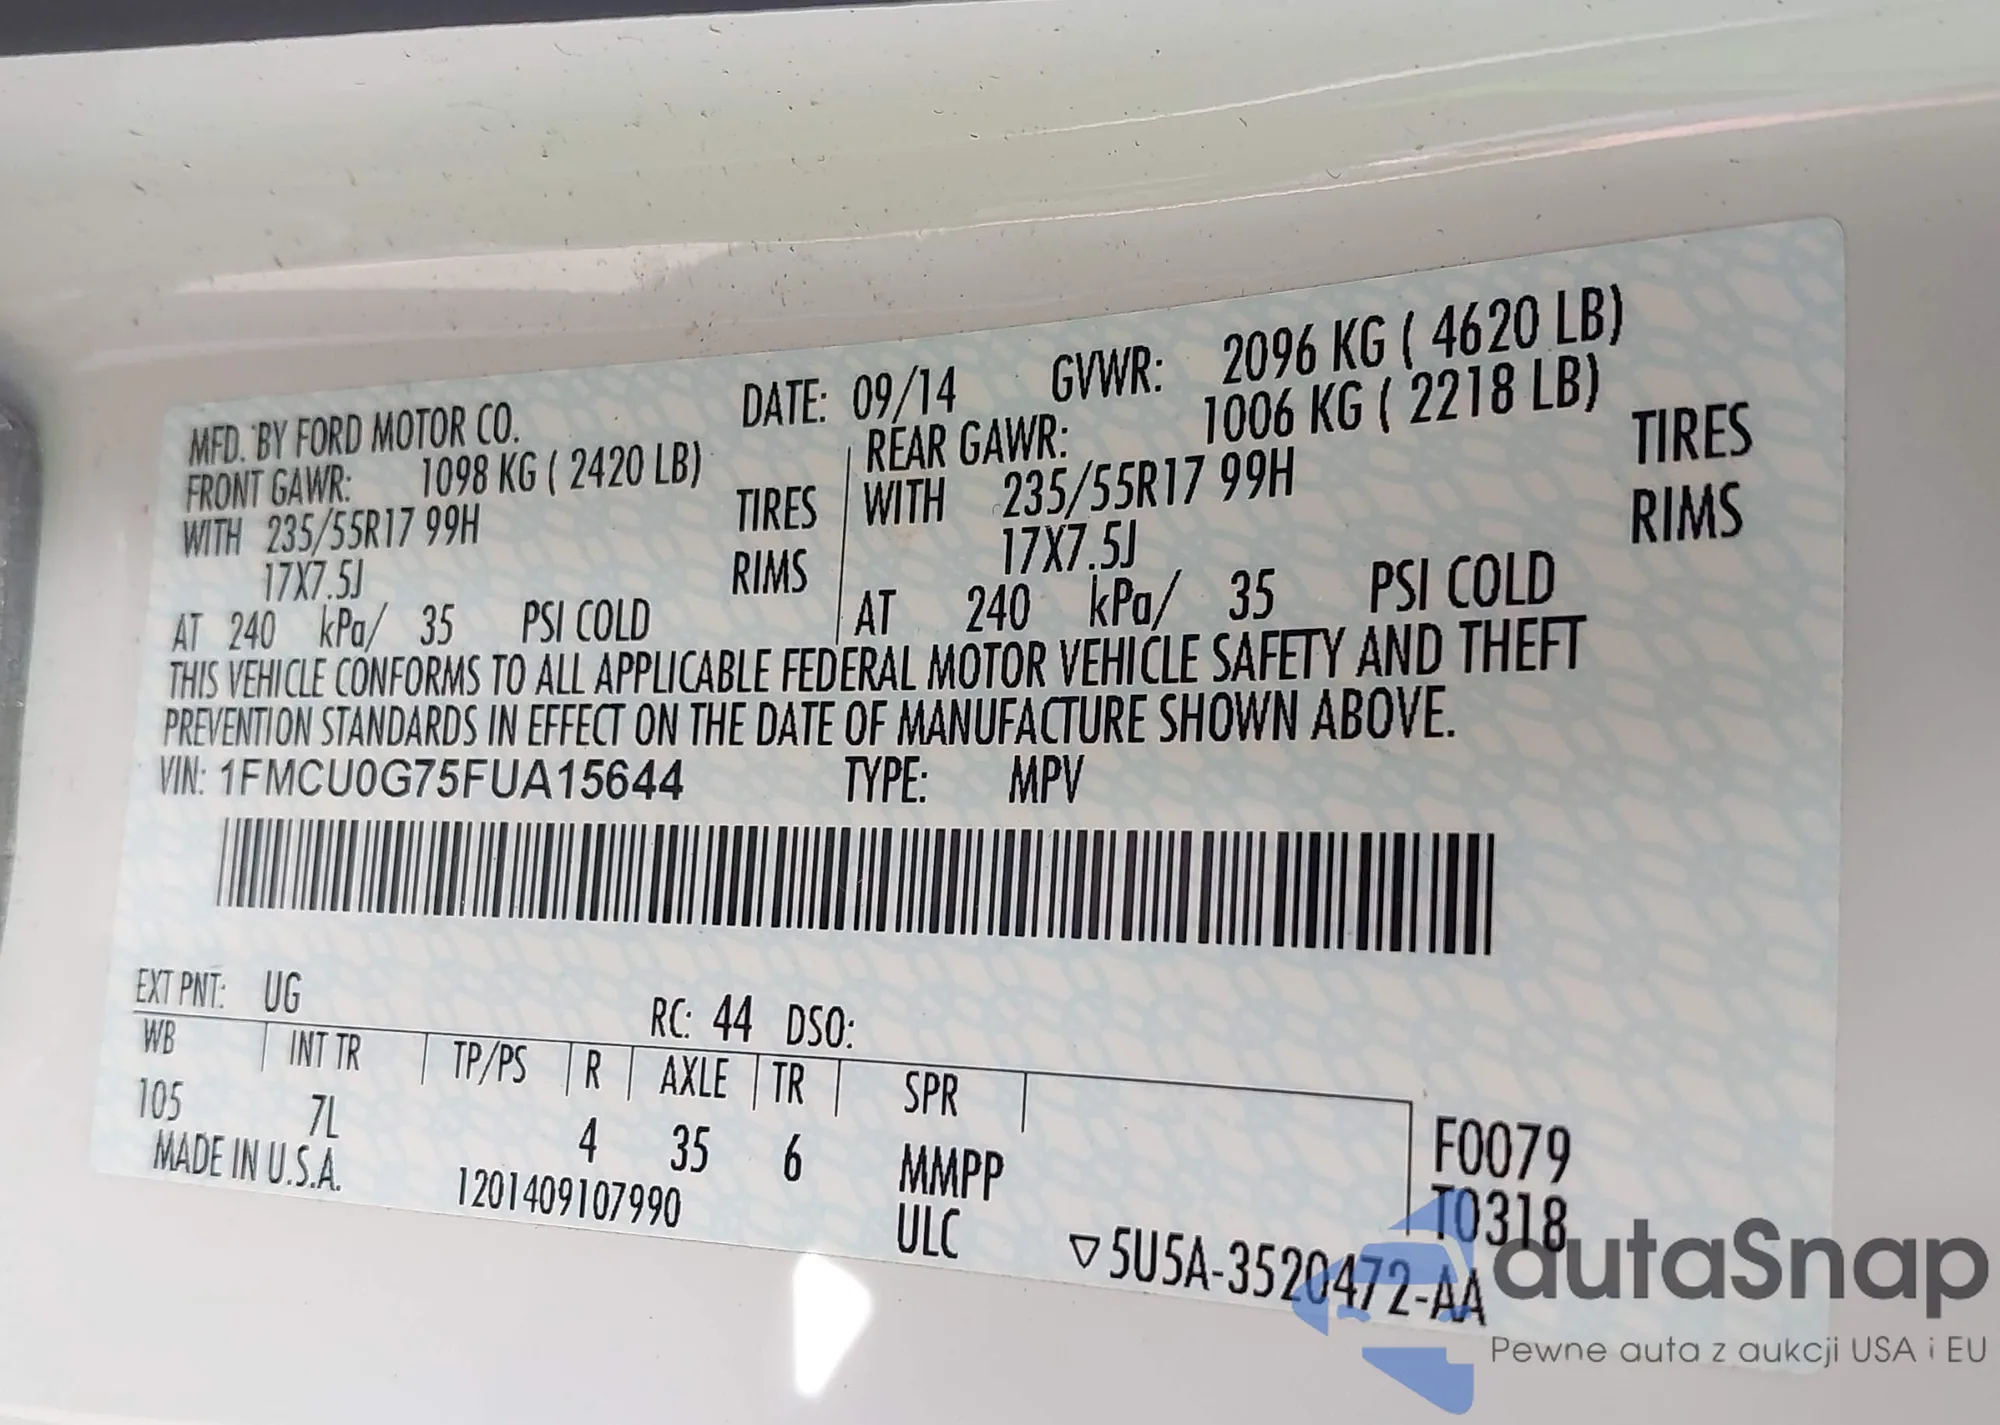 MFD. BY FORD MOTOR CO. DATE: 09/14 GVWR: 2096 KG ( 4620 LB)
FRONT GAWR: 1098 KG ( 2420 LB) REAR GAWR: 1006 KG ( 2218 LB)
WITH 235/55R17 99H TIRES WITH 235/55R17 99H TIRES
17X7.5J RIMS 17X7.5J RIMS
AT 240 kPa/ 35 PSI COLD AT 240 kPa/ 35 PSI COLD
THIS VEHICLE CONFORMS TO ALL APPLICABLE FEDERAL MOTOR VEHICLE SAFETY AND THEFT
PREVENTION STANDARDS IN EFFECT ON THE DATE OF MANUFACTURE SHOWN ABOVE.
VIN: 1FMCU0G75FUA15644 TYPE: MPV
EXT PNT: UG RC: 44 DSO:
WB INT TR TP/PS R AXLE TR SPR
105 7L 4 35 6 MMPP F0079
MADE IN U.S.A. 1201409107990 ULC T0318
▽5U5A-3520472-AA
autaSnap
Pewne auta z aukcji USA i EU